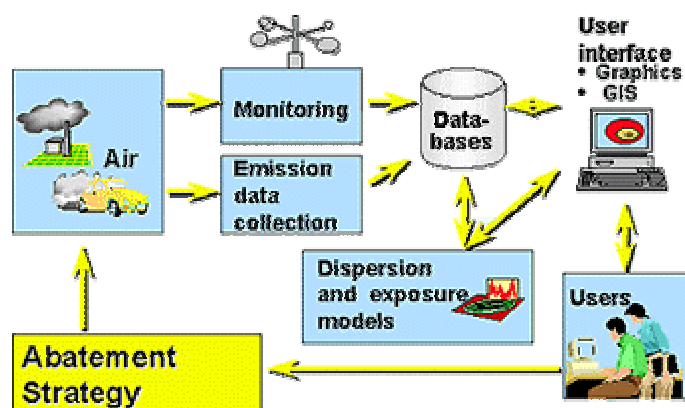 User
interface
• Graphics
• GIS
Air
Monitoring
Emission
data
collection
Data-
bases
Dispersion
and exposure
models
Users
Abatement
Strategy